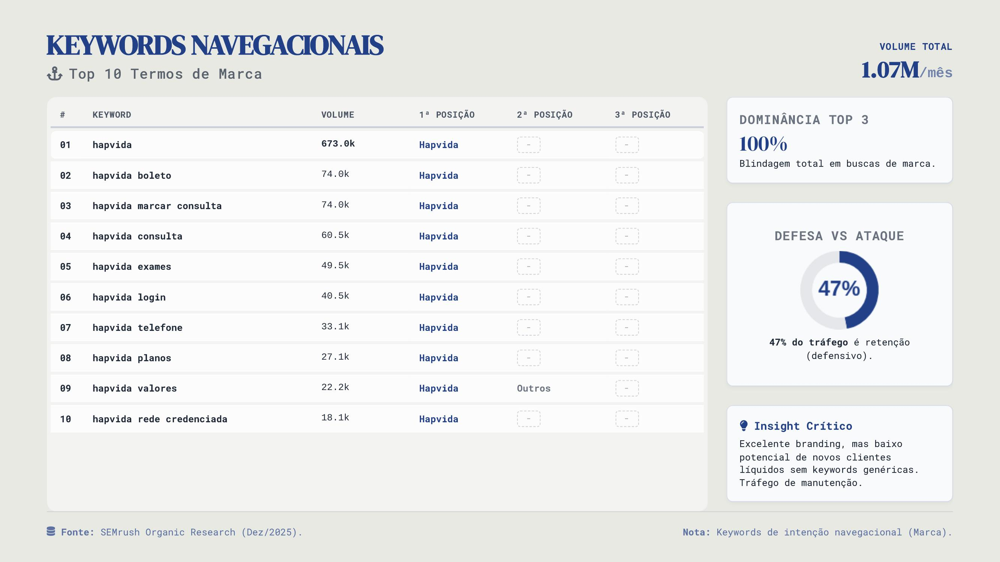 KEYWORDS NAVEGACIONAIS
Top 10 Termos de Marca
VOLUME TOTAL
1.07M/mês
# KEYWORD VOLUME 1ª POSIÇÃO 2ª POSIÇÃO 3ª POSIÇÃO
01 hapvida 673.0k Hapvida - -
02 hapvida boleto 74.0k Hapvida - -
03 hapvida marcar consulta 74.0k Hapvida - -
04 hapvida consulta 60.5k Hapvida - -
05 hapvida exames 49.5k Hapvida - -
06 hapvida login 40.5k Hapvida - -
07 hapvida telefone 33.1k Hapvida - -
08 hapvida planos 27.1k Hapvida - -
09 hapvida valores 22.2k Hapvida Outros -
10 hapvida rede credenciada 18.1k Hapvida - -
DOMINÂNCIA TOP 3
100%
Blindagem total em buscas de marca.
DEFESA VS ATAQUE
47%
47% do tráfego é retenção
(defensivo).
Insight Crítico
Excelente branding, mas baixo
potencial de novos clientes
líquidos sem keywords genéricas.
Tráfego de manutenção.
Fonte: SEMrush Organic Research (Dez/2025).
Nota: Keywords de intenção navegacional (Marca).